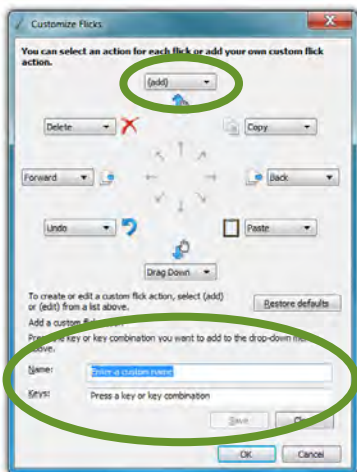 Customize Flicks
You can select an action for each flick or add your own custom flick
action.
(add)
Delete
Copy
Forward
Back
Undo
Paste
Drag Down
To create or edit a custom flick action, select (add)
or (edit) from a list above.
Restore defaults
Add a custom
Press key or key combination you want to add to the drop-down
above.
Name:
Enter a custom name
Keys:
Press a key or key combination
Save
OK
Cancel